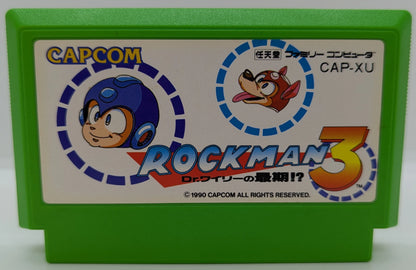 CAPCOM
任天堂 ファミリー コンピュータ
CAP-XU
ROCKMAN 3
TM
Dr.ワイリーの最期!?
©1990 CAPCOM ALL RIGHTS RESERVED.